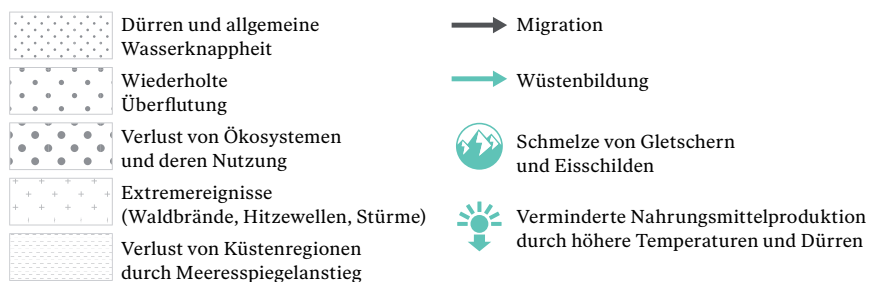 Dürren und allgemeine
Wasserknappheit
Wiederholte
Überflutung
Verlust von Ökosystemen
und deren Nutzung
Extremereignisse
(Waldbrände, Hitzewellen, Stürme)
Verlust von Küstenregionen
durch Meeresspiegelanstieg
Migration
Wüstenbildung
Schmelze von Gletschern
und Eisschilden
Verminderte Nahrungsmittelproduktion
durch höhere Temperaturen und Dürren